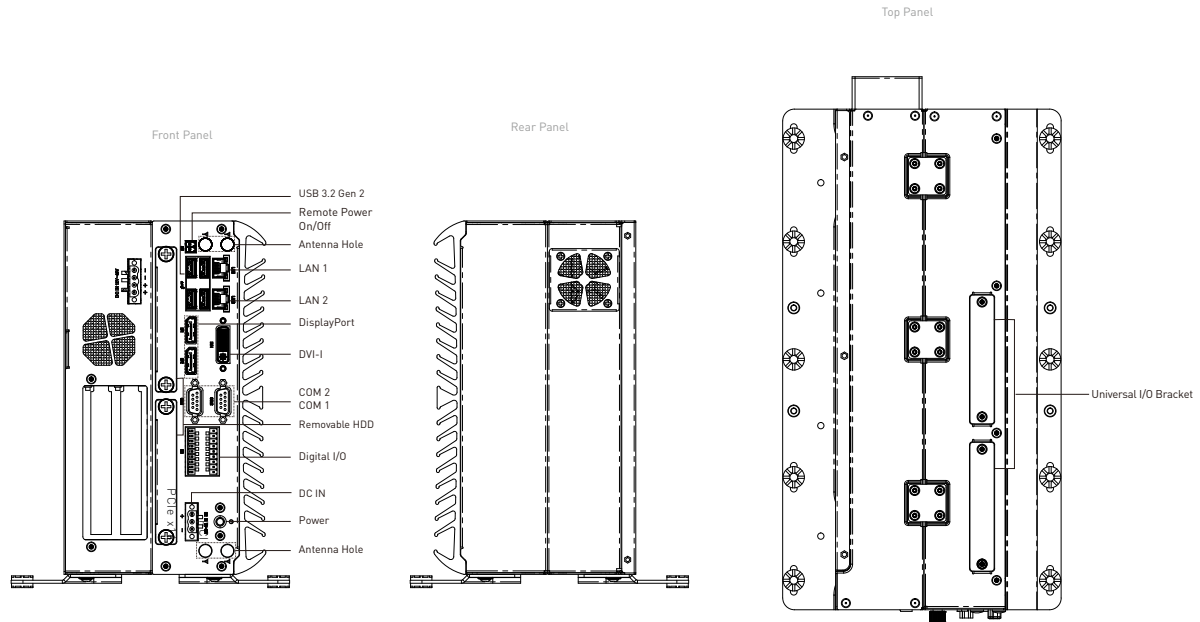 Top Panel
Front Panel
Rear Panel
USB 3.2 Gen 2
Remote Power
On/Off
Antenna Hole
LAN 1
LAN 2
DisplayPort
DVI-I
COM 2
COM 1
Removable HDD
Digital I/O
DC IN
Power
Antenna Hole
PCIe x
Universal I/O Bracket